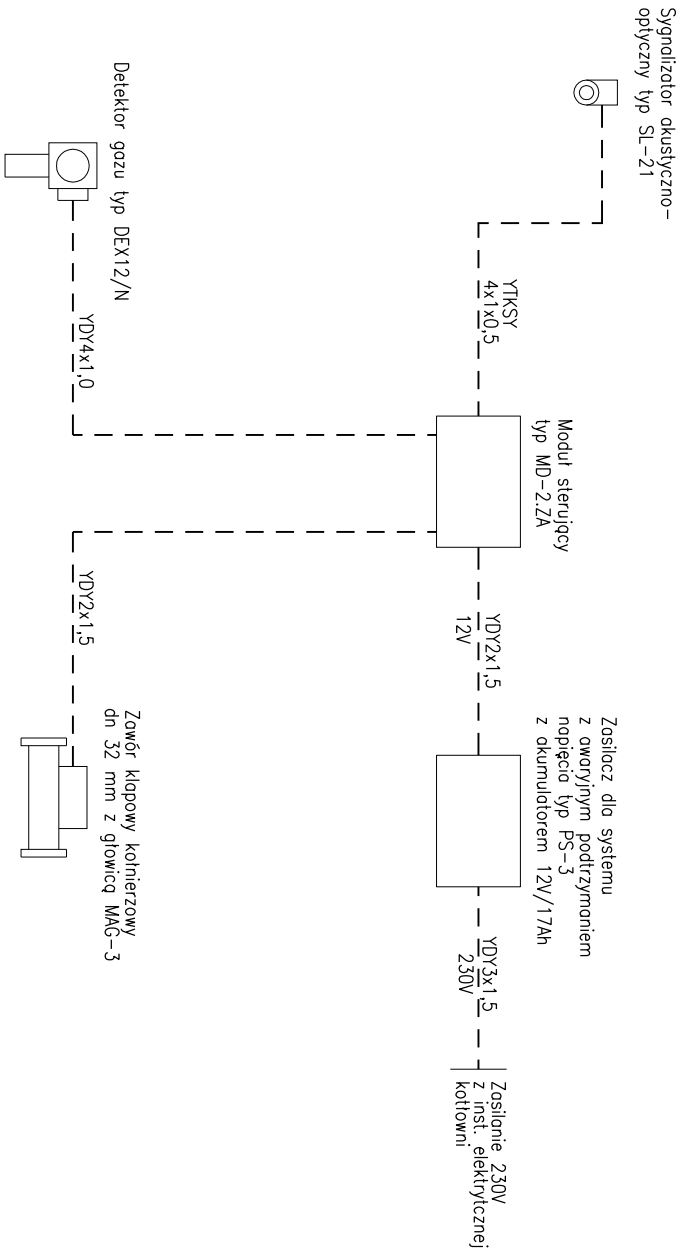 Sygnalizator akustyczno-
optyczny typ SL-21
YTKSY
4x1x0,5
Moduł sterujący
typ MD-2.ZA
YDY2x1,5
12V
Zasilacz dla systemu
z awaryjnym podtrzymaniem
napięcia typ PS-3
z akumulatorem 12V/17Ah
YDY3x1,5
230V
Zasilanie 230V
z inst. elektrytcznej
kotłowni
Detektor gazu typ DEX12/N
YDY4x1,0
YDY2x1,5
Zawór klapowy kołnierzowy
dn 32 mm z głowicą MAG-3